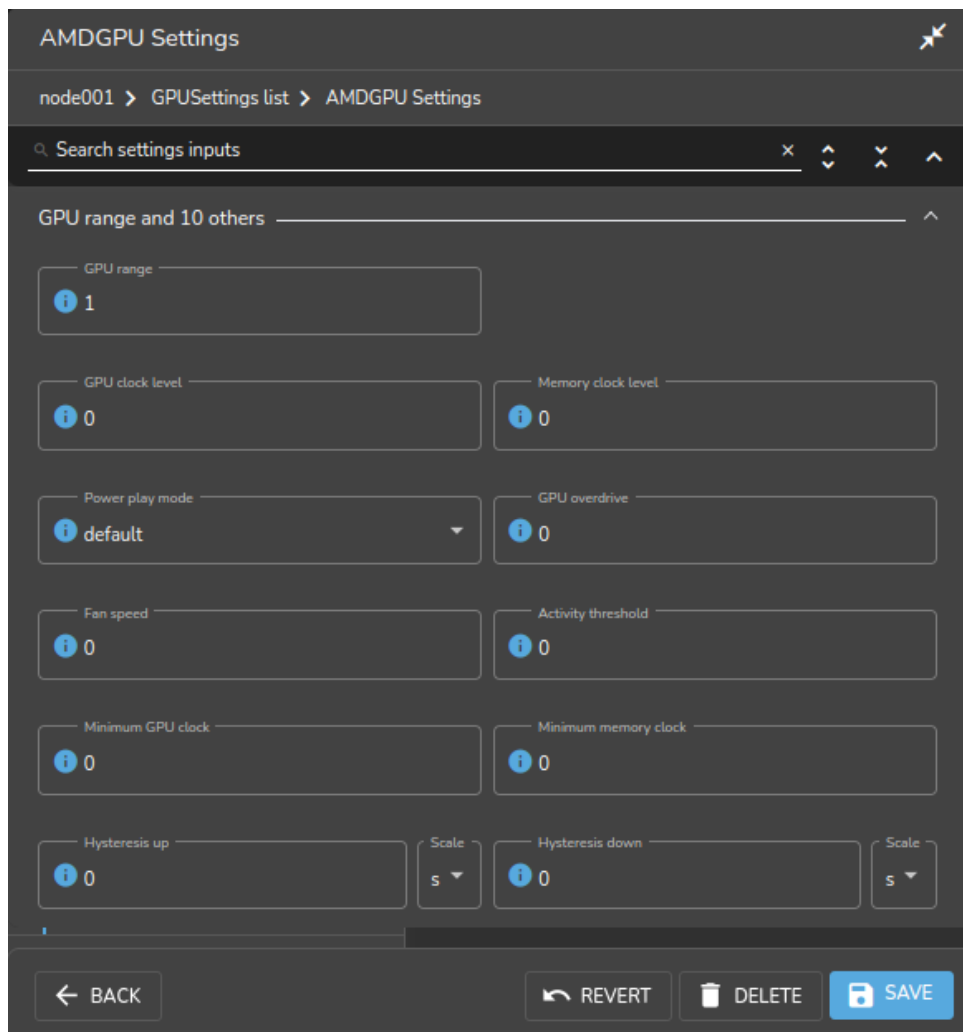 AMDGPU Settings
node001 > GPUSettings list > AMDGPU Settings
Search settings inputs
GPU range and 10 others
GPU range
1
GPU clock level
Memory clock level
0
0
Power play mode
GPU overdrive
default
0
Fan speed
Activity threshold
0
0
Minimum GPU clock
Minimum memory clock
0
0
Hysteresis up
Scale
Hysteresis down
Scale
0
s
0
s
BACK
REVERT
DELETE
SAVE